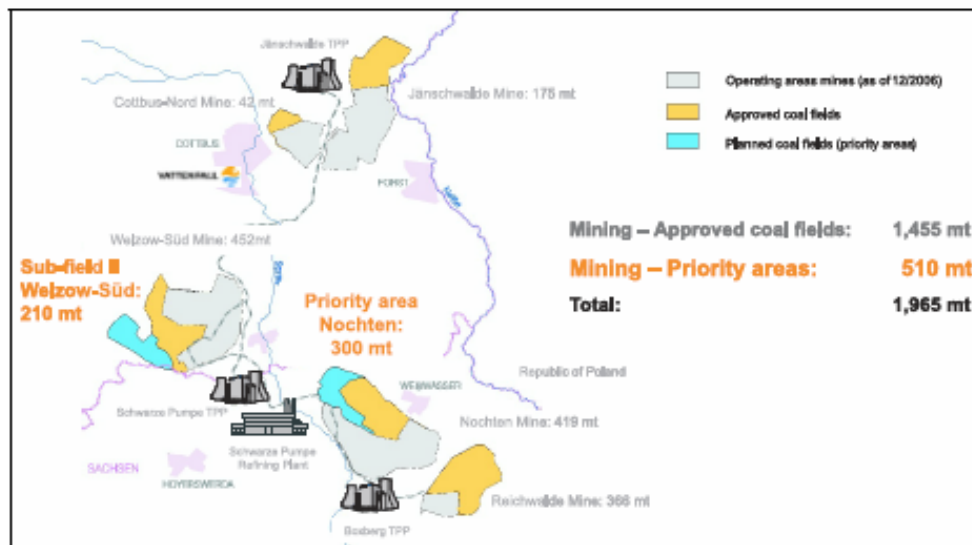 Jänschwalde TPP
Cottbus-Nord Mine: 42 mt
Jänschwalde Mine: 175 mt
COTTBUS
VATTENFALL
FORST
Neiße
Operating areas mines (as of 12/2006)
Approved coal fields
Planned coal fields (priority areas)
Welzow-Süd Mine: 452mt
Spree
Sub-field II
Welzow-Süd:
210 mt
Priority area
Nochten:
300 mt
Mining – Approved coal fields: 1,455 mt
Mining – Priority areas: 510 mt
Total: 1,965 mt
Republic of Poland
WEIßWASSER
Schwarze Pumpe TPP
Nochten Mine: 419 mt
Schwarze Pumpe
Refining Plant
SACHSEN
HOYERSWERDA
Boxberg TPP
Reichwalde Mine: 366 mt